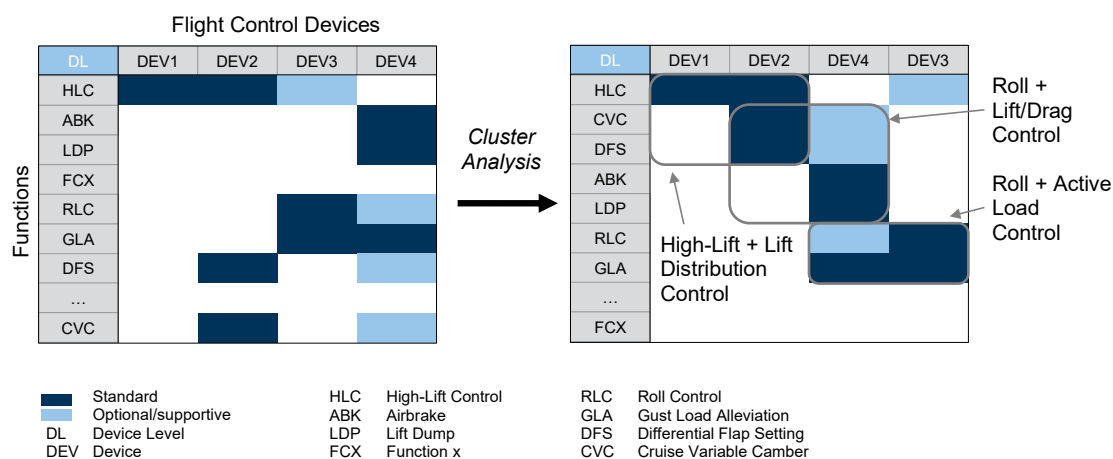 Flight Control Devices
Functions
DL DEV1 DEV2 DEV3 DEV4
HLC
ABK
LDP
FCX
RLC
GLA
DFS
…
CVC
Cluster
Analysis
DL DEV1 DEV2 DEV4 DEV3
HLC
CVC
DFS
ABK
LDP
RLC
GLA
…
FCX
Roll +
Lift/Drag
Control
Roll + Active
Load
Control
High-Lift + Lift
Distribution
Control
Standard
Optional/supportive
DL Device Level
DEV Device
HLC High-Lift Control
ABK Airbrake
LDP Lift Dump
FCX Function x
RLC Roll Control
GLA Gust Load Alleviation
DFS Differential Flap Setting
CVC Cruise Variable Camber